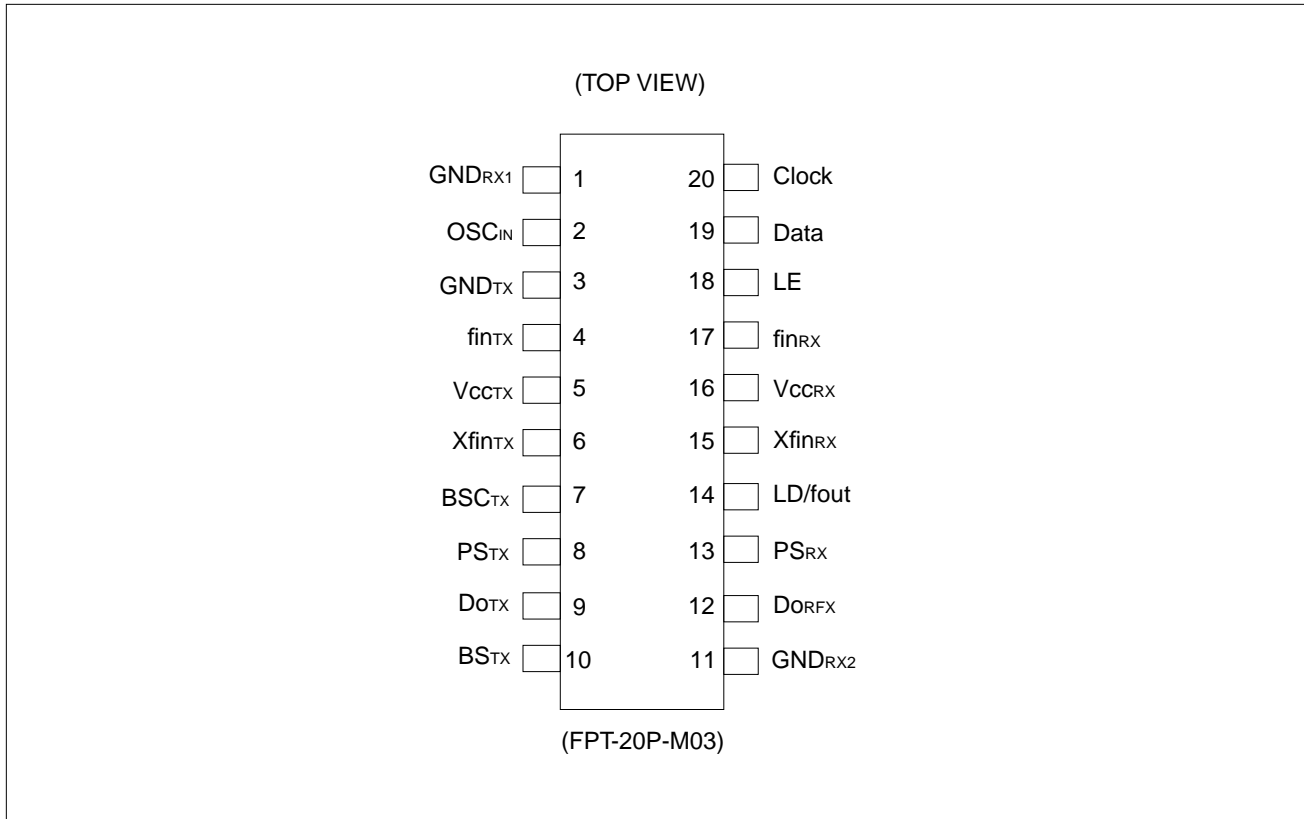 (TOP VIEW)
GNDRX1 1 20 Clock
OSCIN 2 19 Data
GNDTX 3 18 LE
finTX 4 17 finRX
VccTX 5 16 VccRX
XfinTX 6 15 XfinRX
BSCTX 7 14 LD/fout
PSTX 8 13 PSRX
DoTX 9 12 DoRFX
BSTX 10 11 GNDRX2
(FPT-20P-M03)